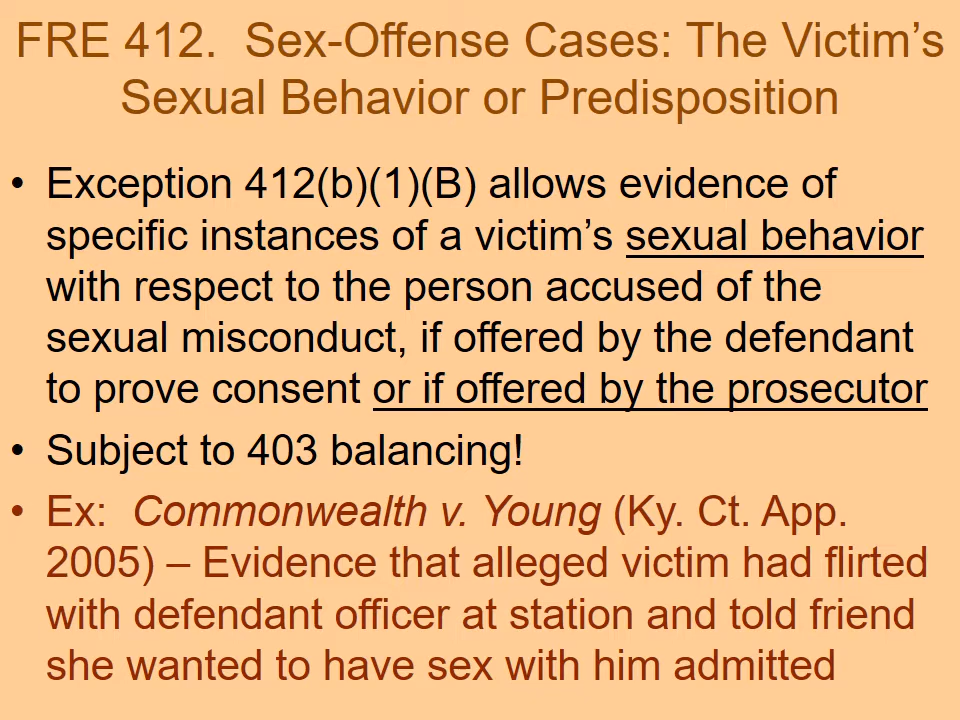 FRE 412.  Sex-Offense Cases: The Victim’s
Sexual Behavior or Predisposition
• Exception 412(b)(1)(B) allows evidence of
specific instances of a victim’s sexual behavior
with respect to the person accused of the
sexual misconduct, if offered by the defendant
to prove consent or if offered by the prosecutor
• Subject to 403 balancing!
• Ex:  Commonwealth v. Young (Ky. Ct. App.
2005) – Evidence that alleged victim had flirted
with defendant officer at station and told friend
she wanted to have sex with him admitted